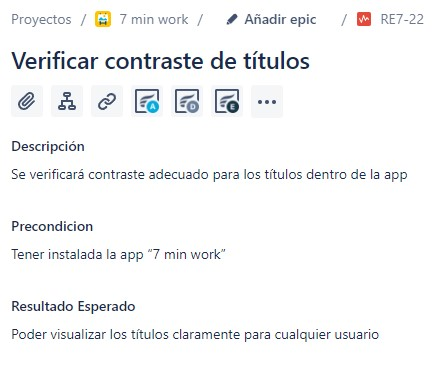 Proyectos / 7 min work / Añadir epic / RE7-22
Verificar contraste de títulos
A D E
Descripción
Se verificará contraste adecuado para los títulos dentro de la app
Precondicion
Tener instalada la app “7 min work”
Resultado Esperado
Poder visualizar los títulos claramente para cualquier usuario